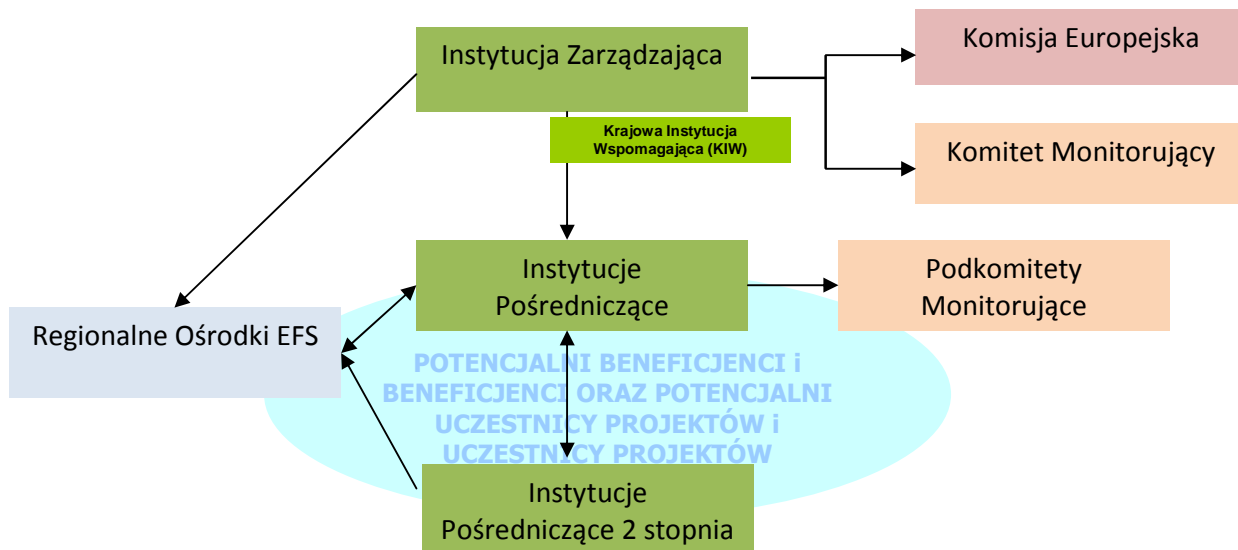 Instytucja Zarządzająca
Komisja Europejska
Krajowa Instytucja
Wspomagająca (KIW)
Komitet Monitorujący
Instytucje
Pośredniczące
Podkomitety
Monitorujące
Regionalne Ośrodki EFS
POTENCJALNI BENEFICJENCI i
BENEFICJENCI ORAZ POTENCJALNI
UCZESTNICY PROJEKTÓW i
UCZESTNICY PROJEKTÓW
Instytucje
Pośredniczące 2 stopnia